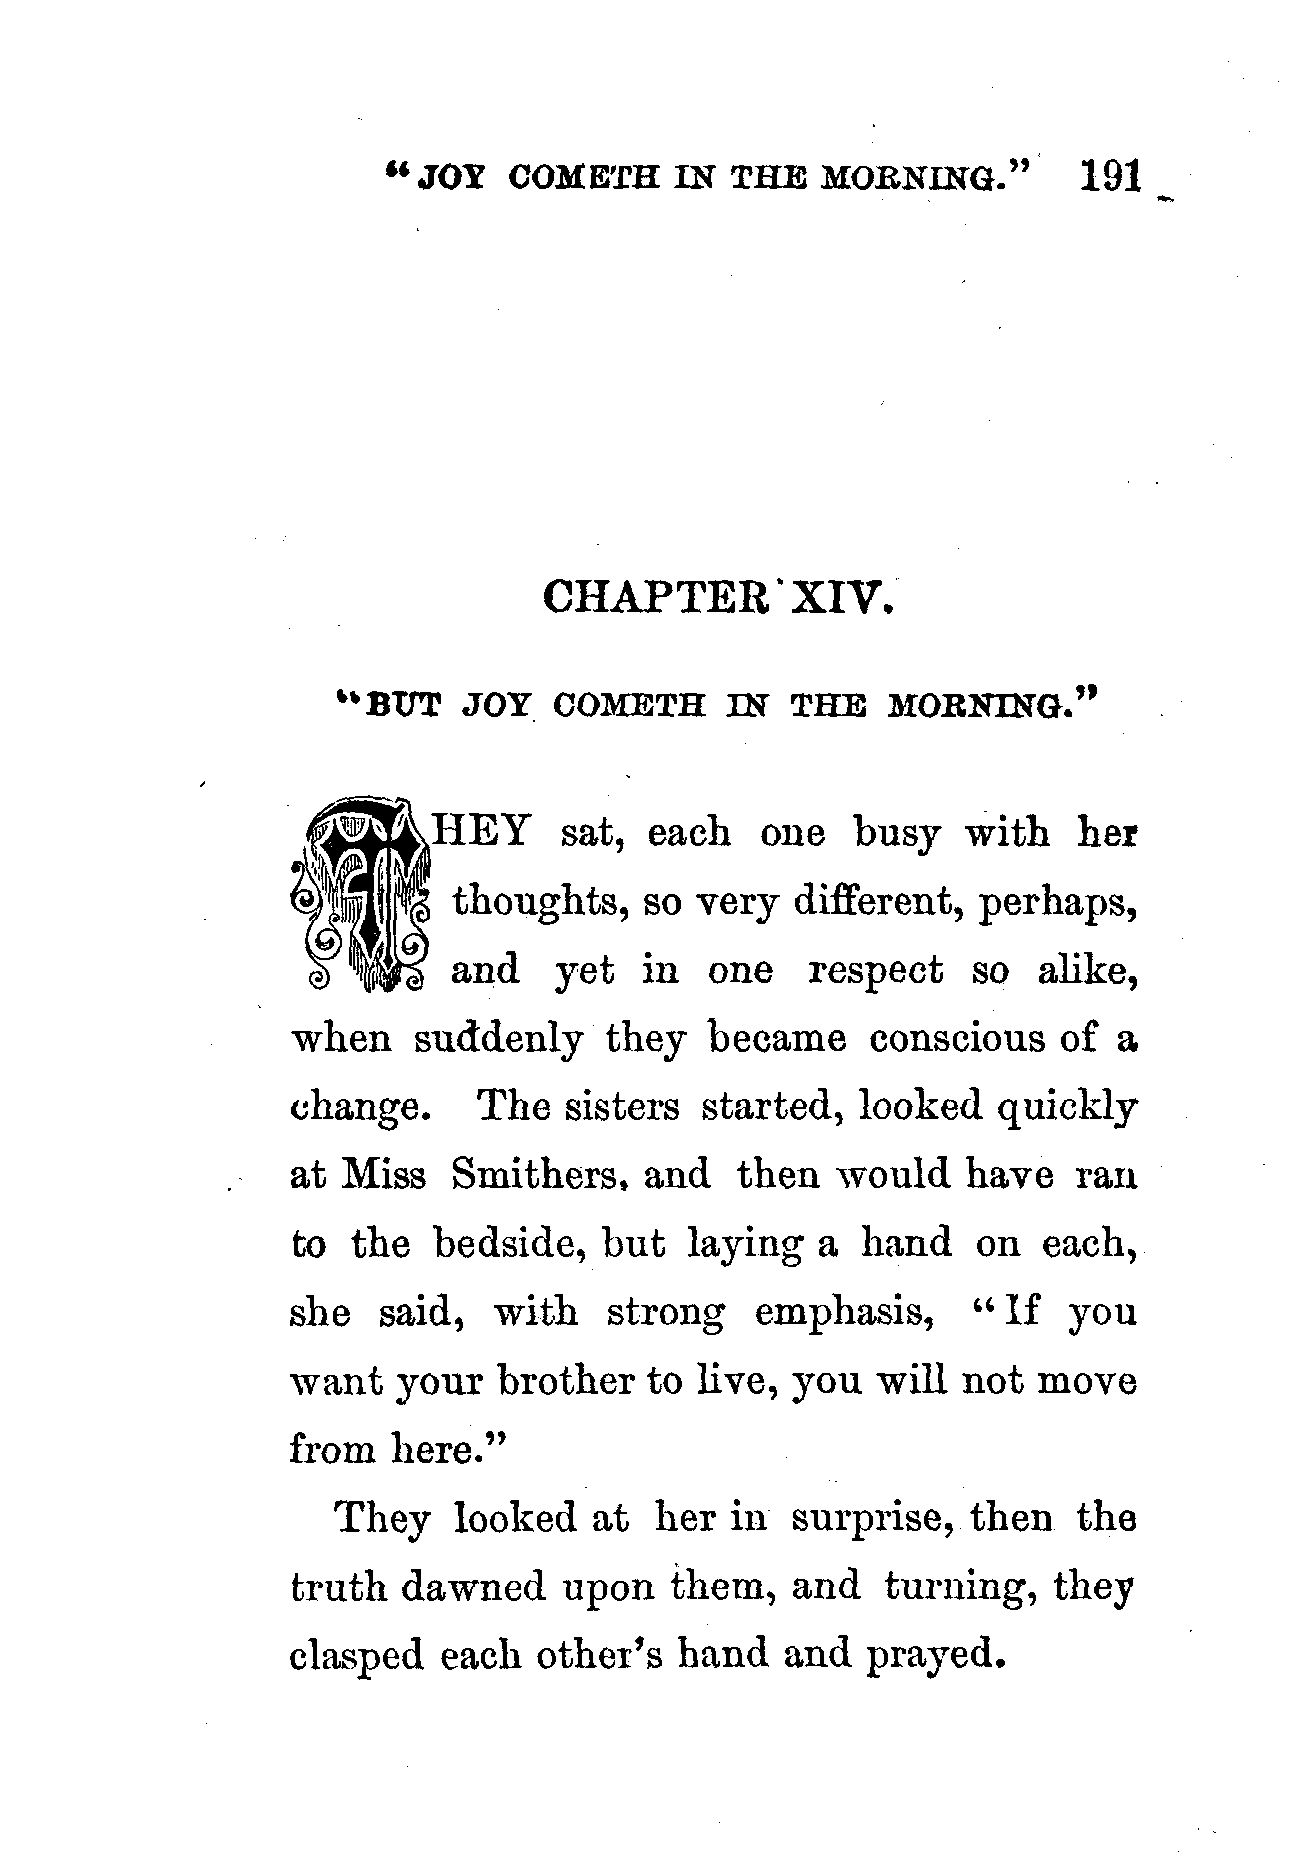 "JOY COMETH IN THE MORNING." 191
CHAPTER XIV.
"BUT JOY COMETH IN THE MORNING."
THEY sat, each one busy with her
thoughts, so very different, perhaps,
and yet in one respect so alike,
when suddenly they became conscious of a
change. The sisters started, looked quickly
at Miss Smithers, and then would have ran
to the bedside, but laying a hand on each,
she said, with strong emphasis, "If you
want your brother to live, you will not move
from here."
They looked at her in surprise, then the
truth dawned upon them, and turning, they
clasped each other's hand and prayed.